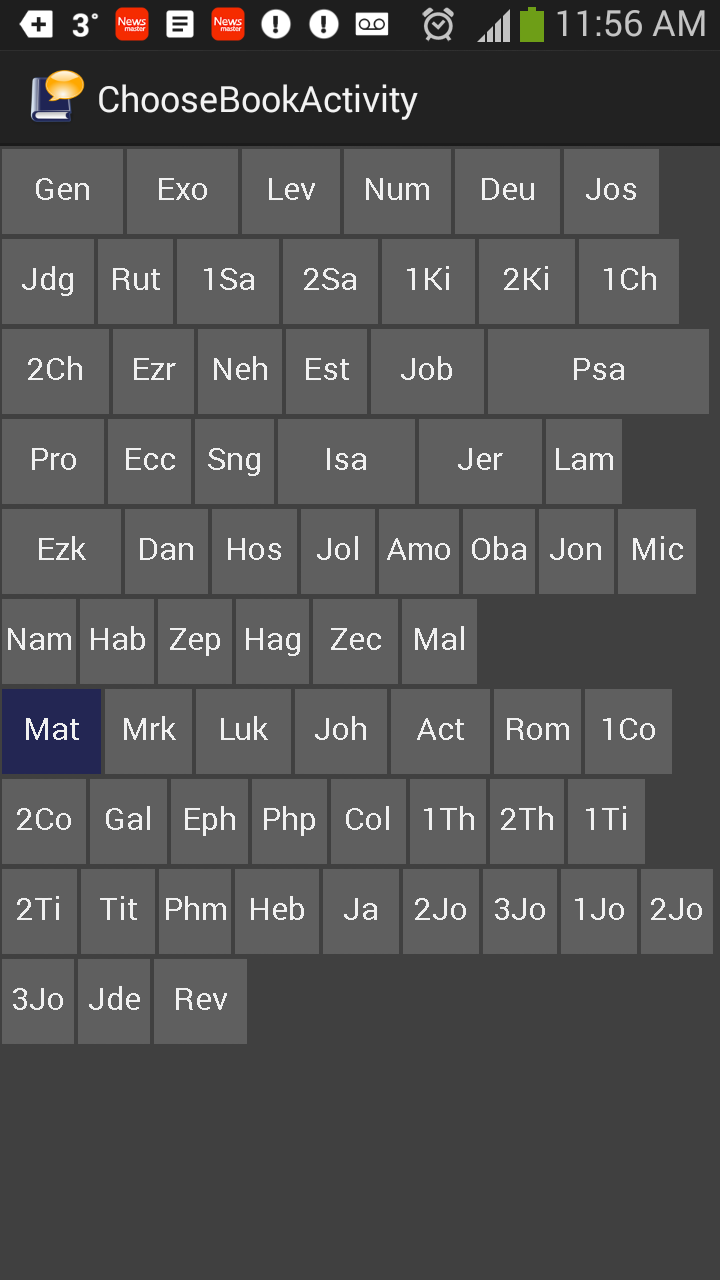 3° News master News master 11:56 AM
ChooseBookActivity
Gen Exo Lev Num Deu Jos
Jdg Rut 1Sa 2Sa 1Ki 2Ki 1Ch
2Ch Ezr Neh Est Job Psa
Pro Ecc Sng Isa Jer Lam
Ezk Dan Hos Jol Amo Oba Jon Mic
Nam Hab Zep Hag Zec Mal
Mat Mrk Luk Joh Act Rom 1Co
2Co Gal Eph Php Col 1Th 2Th 1Ti
2Ti Tit Phm Heb Ja 2Jo 3Jo 1Jo 2Jo
3Jo Jde Rev